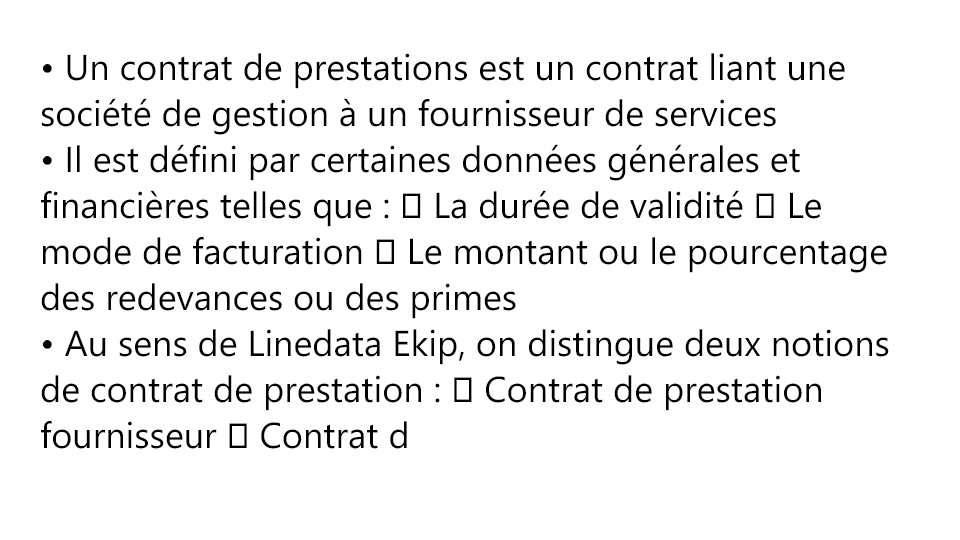 • Un contrat de prestations est un contrat liant une
société de gestion à un fournisseur de services
• Il est défini par certaines données générales et
financières telles que : 􀂾 La durée de validité 􀂾 Le
mode de facturation 􀂾 Le montant ou le pourcentage
des redevances ou des primes
• Au sens de Linedata Ekip, on distingue deux notions
de contrat de prestation : 􀂾 Contrat de prestation
fournisseur 􀂾 Contrat d